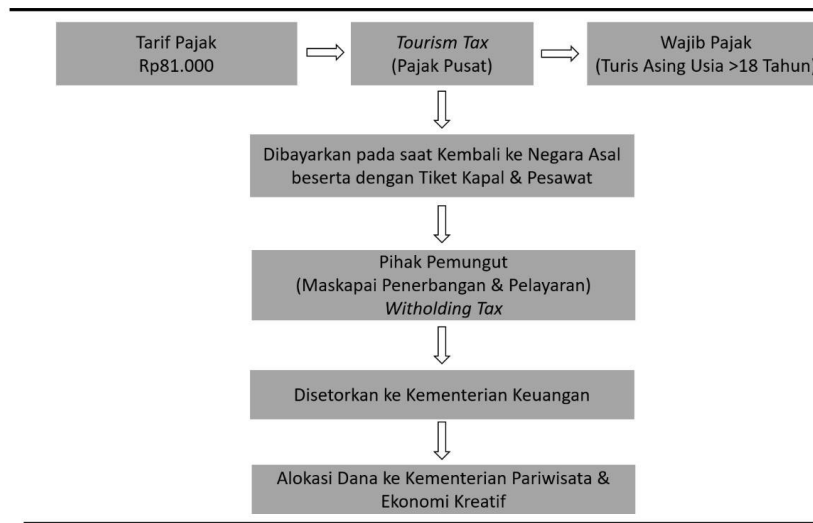 Tarif Pajak
Rp81.000
Tourism Tax
(Pajak Pusat)
Wajib Pajak
(Turis Asing Usia >18 Tahun)
Dibayarkan pada saat Kembali ke Negara Asal
beserta dengan Tiket Kapal & Pesawat
Pihak Pemungut
(Maskapai Penerbangan & Pelayaran)
Witholding Tax
Disetorkan ke Kementerian Keuangan
Alokasi Dana ke Kementerian Pariwisata &
Ekonomi Kreatif